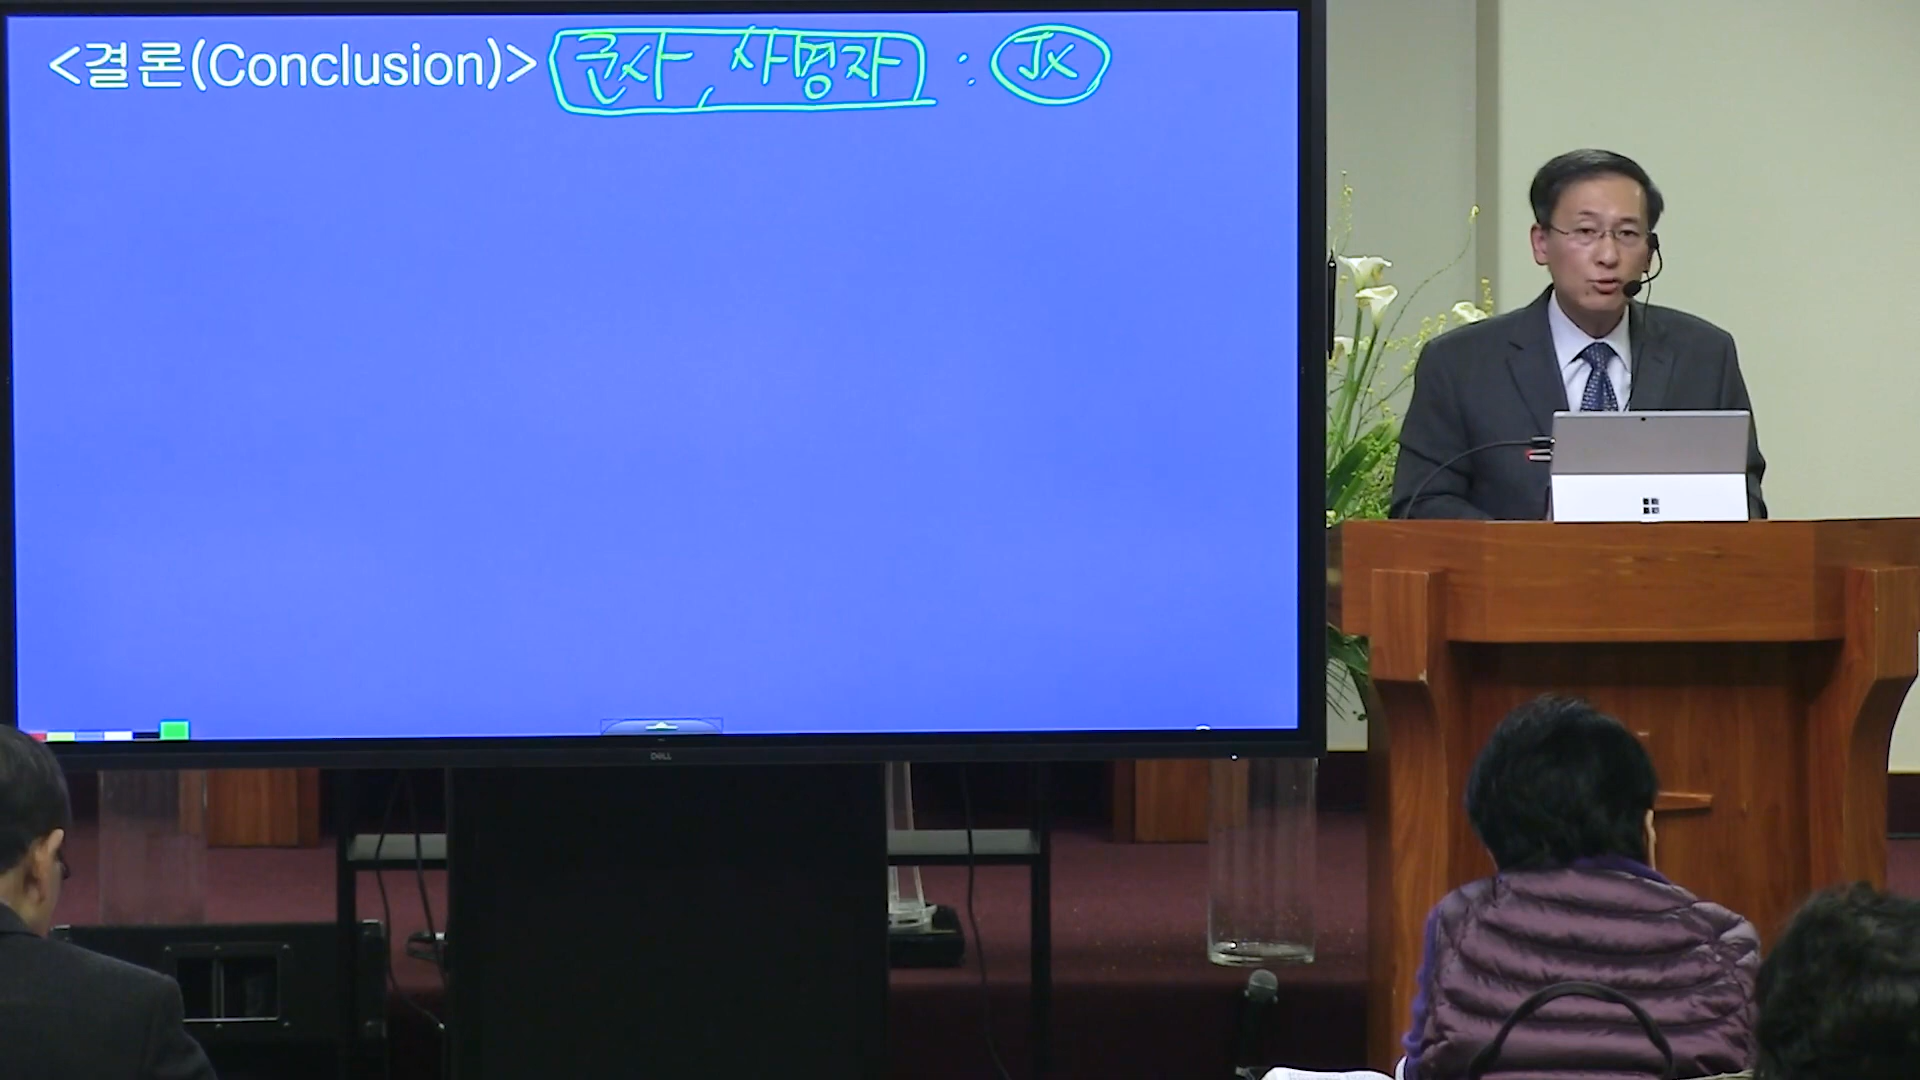 <결론(Conclusion)> 군사, 사명자 : JX
DELL